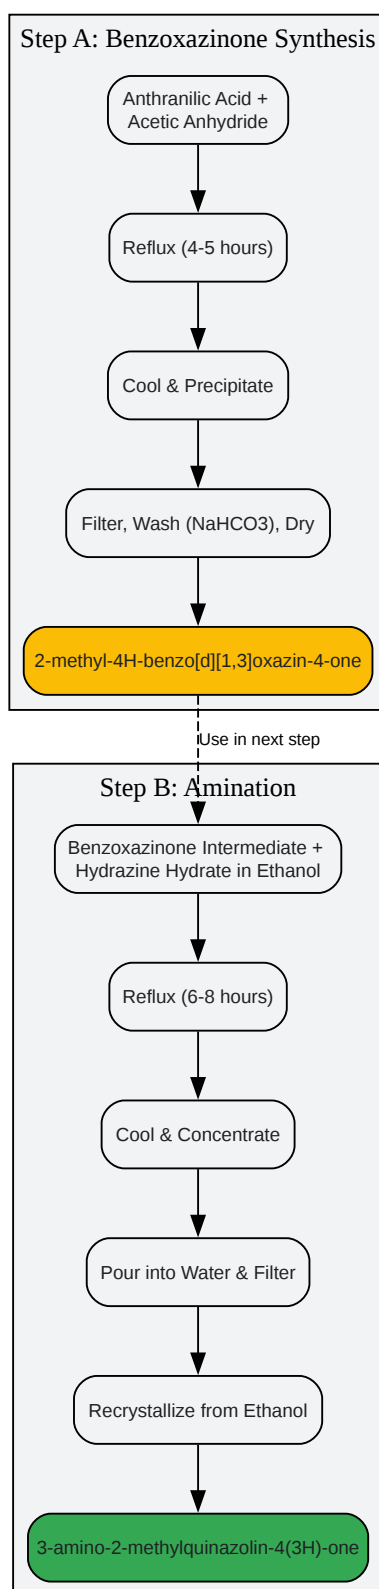 Step A: Benzoxazinone Synthesis
Anthranilic Acid +
Acetic Anhydride
Reflux (4-5 hours)
Cool & Precipitate
Filter, Wash (NaHCO3), Dry
2-methyl-4H-benzo[d][1,3]oxazin-4-one
Use in next step
Step B: Amination
Benzoxazinone Intermediate +
Hydrazine Hydrate in Ethanol
Reflux (6-8 hours)
Cool & Concentrate
Pour into Water & Filter
Recrystallize from Ethanol
3-amino-2-methylquinazolin-4(3H)-one